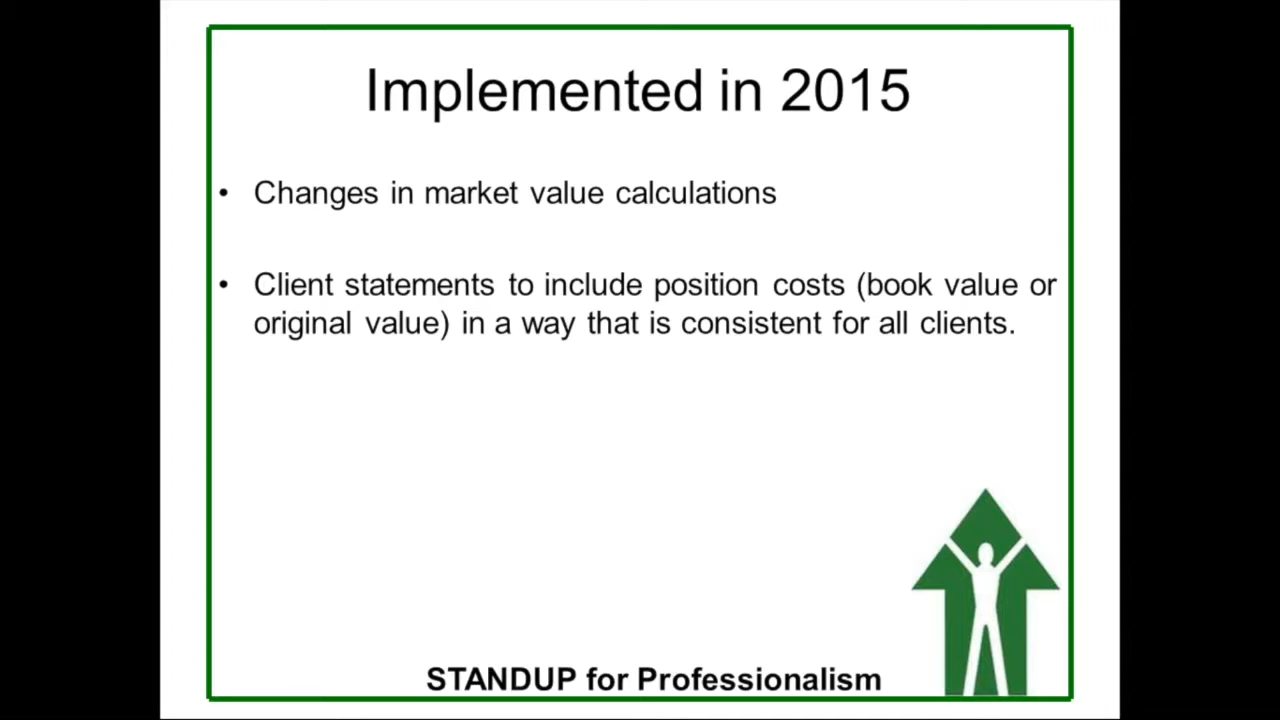 Implemented in 2015
• Changes in market value calculations
• Client statements to include position costs (book value or
original value) in a way that is consistent for all clients.
STANDUP for Professionalism